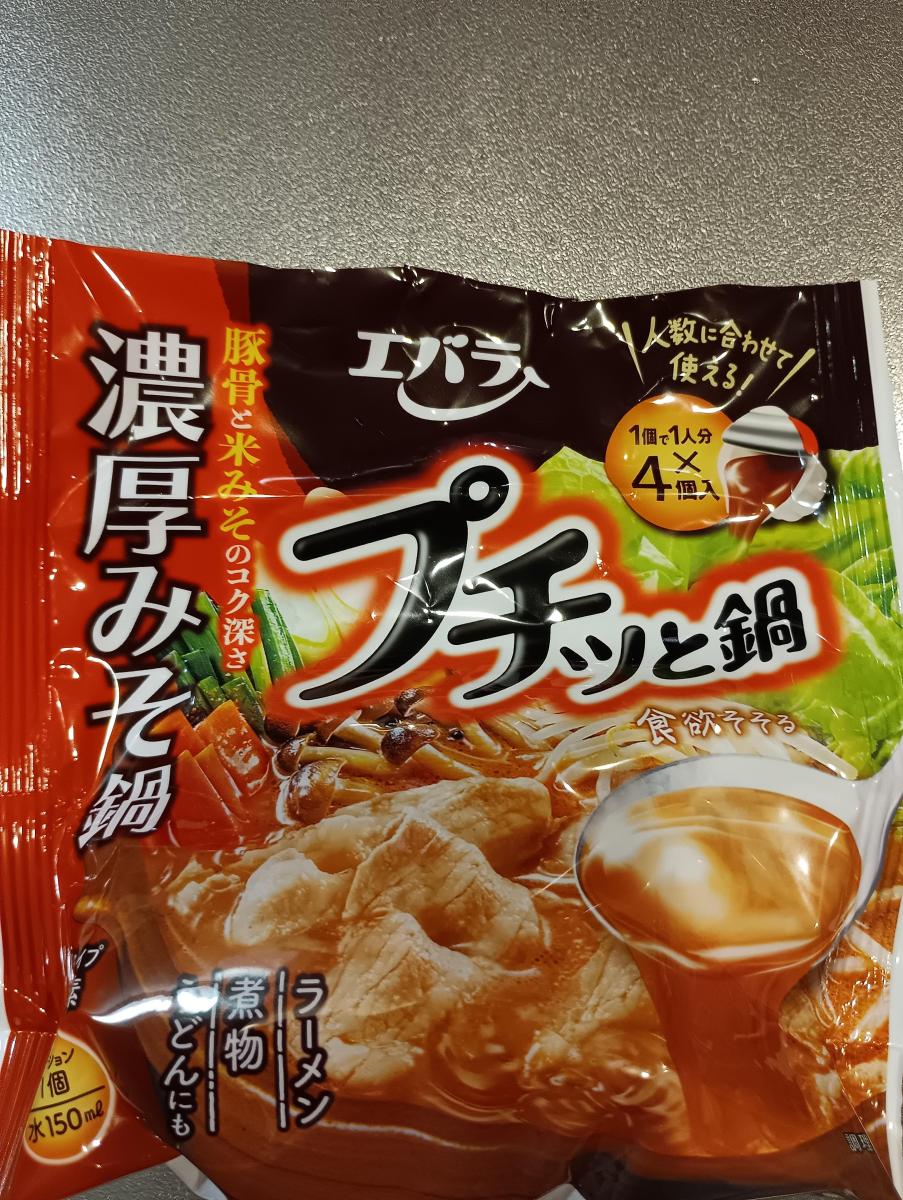 エバラ
人数に合わせて
使える!
1個で1人分
×
4個入
豚骨と米みそのコク深さ
濃厚みそ鍋
プチッと鍋
食欲そそる
ラーメン
煮物
うどんにも
1個
水150mℓ
調理